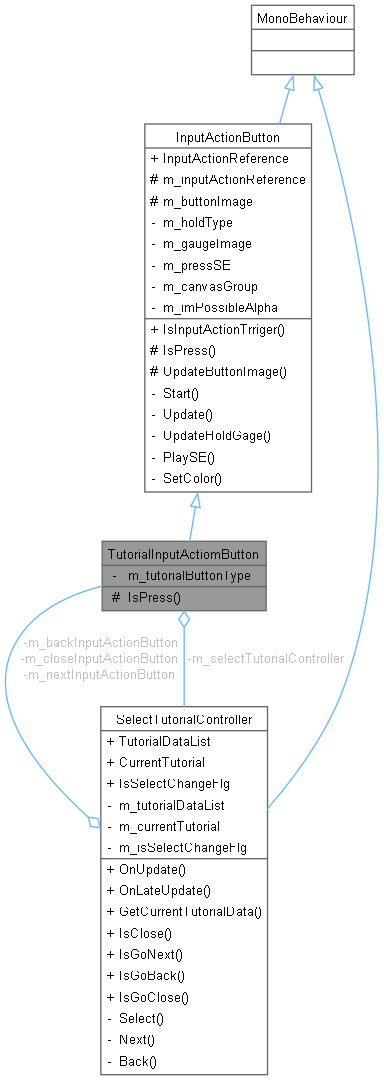 MonoBehaviour
InputActionButton
+ InputActionReference
# m_inputActionReference
# m_buttonImage
- m_holdType
- m_gaugeImage
- m_pressSE
- m_canvasGroup
- m_imPossibleAlpha
+ IsInputActionTrriger()
# IsPress()
# UpdateButtonImage()
- Start()
- Update()
- UpdateHoldGage()
- PlaySE()
- SetColor()
TutorialInputActiomButton
- m_tutorialButtonType
# IsPress()
-m_backInputActionButton
-m_closeInputActionButton
-m_nextInputActionButton
-m_selectTutorialController
SelectTutorialController
+ TutorialDataList
+ CurrentTutorial
+ IsSelectChangeFlg
- m_tutorialDataList
- m_currentTutorial
- m_isSelectChangeFlg
+ OnUpdate()
+ OnLateUpdate()
+ GetCurrentTutorialData()
+ IsClose()
+ IsGoNext()
+ IsGoBack()
+ IsGoClose()
- Select()
- Next()
- Back()